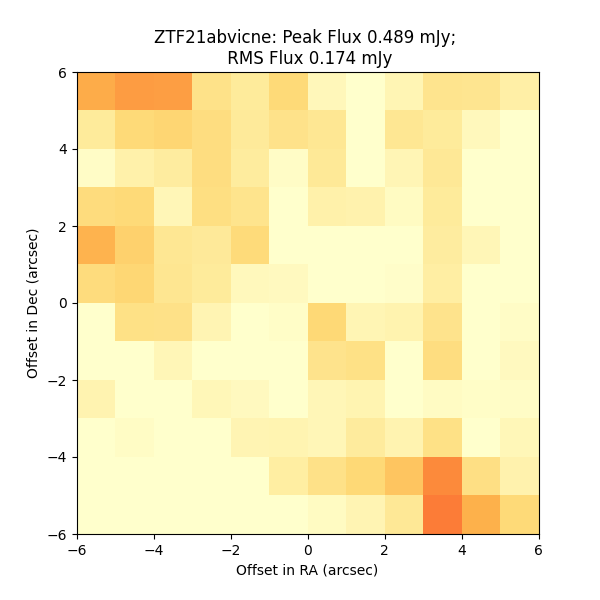 ZTF21abvicne: Peak Flux 0.489 mJy;
RMS Flux 0.174 mJy
6
4
2
0
−2
−4
−6
Offset in Dec (arcsec)
−6 −4 −2 0 2 4 6
Offset in RA (arcsec)